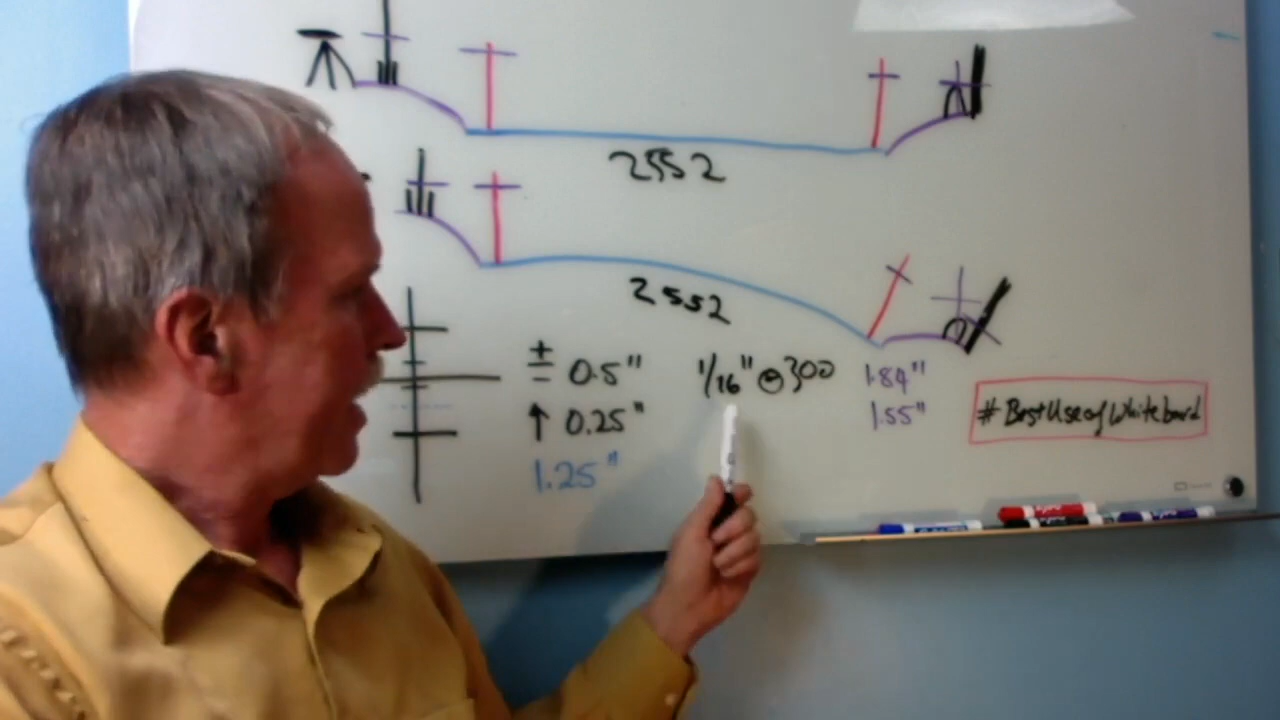 2552
2552
± 0.5" 1/16" @ 300 1.84"
↑ 0.25" 1.55"
1.25"
#BestUseofWhiteboard